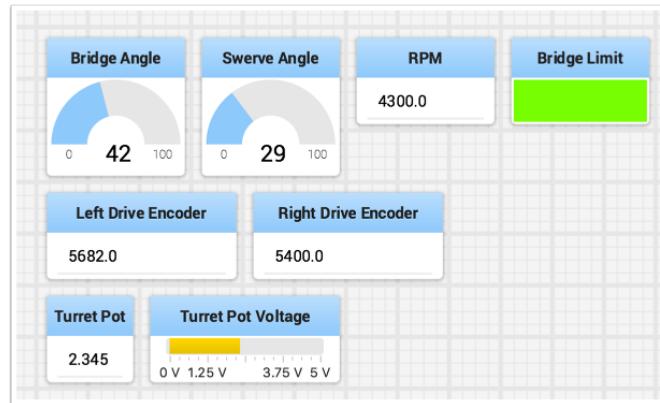 Bridge Angle
Swerve Angle
RPM
Bridge Limit
4300.0
0 42 100
0 29 100
Left Drive Encoder
Right Drive Encoder
5682.0
5400.0
Turret Pot
Turret Pot Voltage
2.345
0 V 1.25 V 3.75 V 5 V